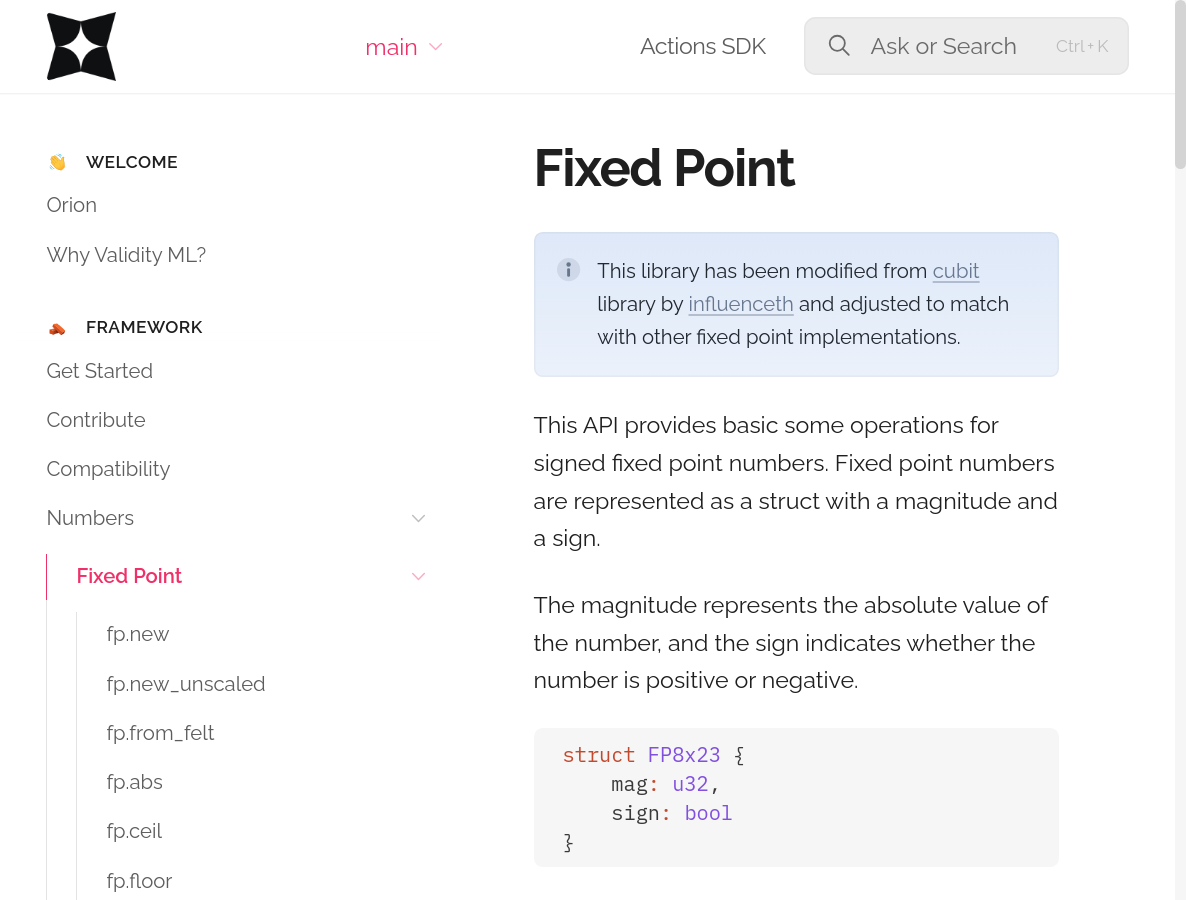 main
Actions SDK
Ask or Search
Ctrl + K
WELCOME
Orion
Why Validity ML?
FRAMEWORK
Get Started
Contribute
Compatibility
Numbers
Fixed Point
fp.new
fp.new_unscaled
fp.from_felt
fp.abs
fp.ceil
fp.floor
Fixed Point
This library has been modified from cubit
library by influenceth and adjusted to match
with other fixed point implementations.
This API provides basic some operations for
signed fixed point numbers. Fixed point numbers
are represented as a struct with a magnitude and
a sign.
The magnitude represents the absolute value of
the number, and the sign indicates whether the
number is positive or negative.
struct FP8x23 {
    mag: u32,
    sign: bool
}